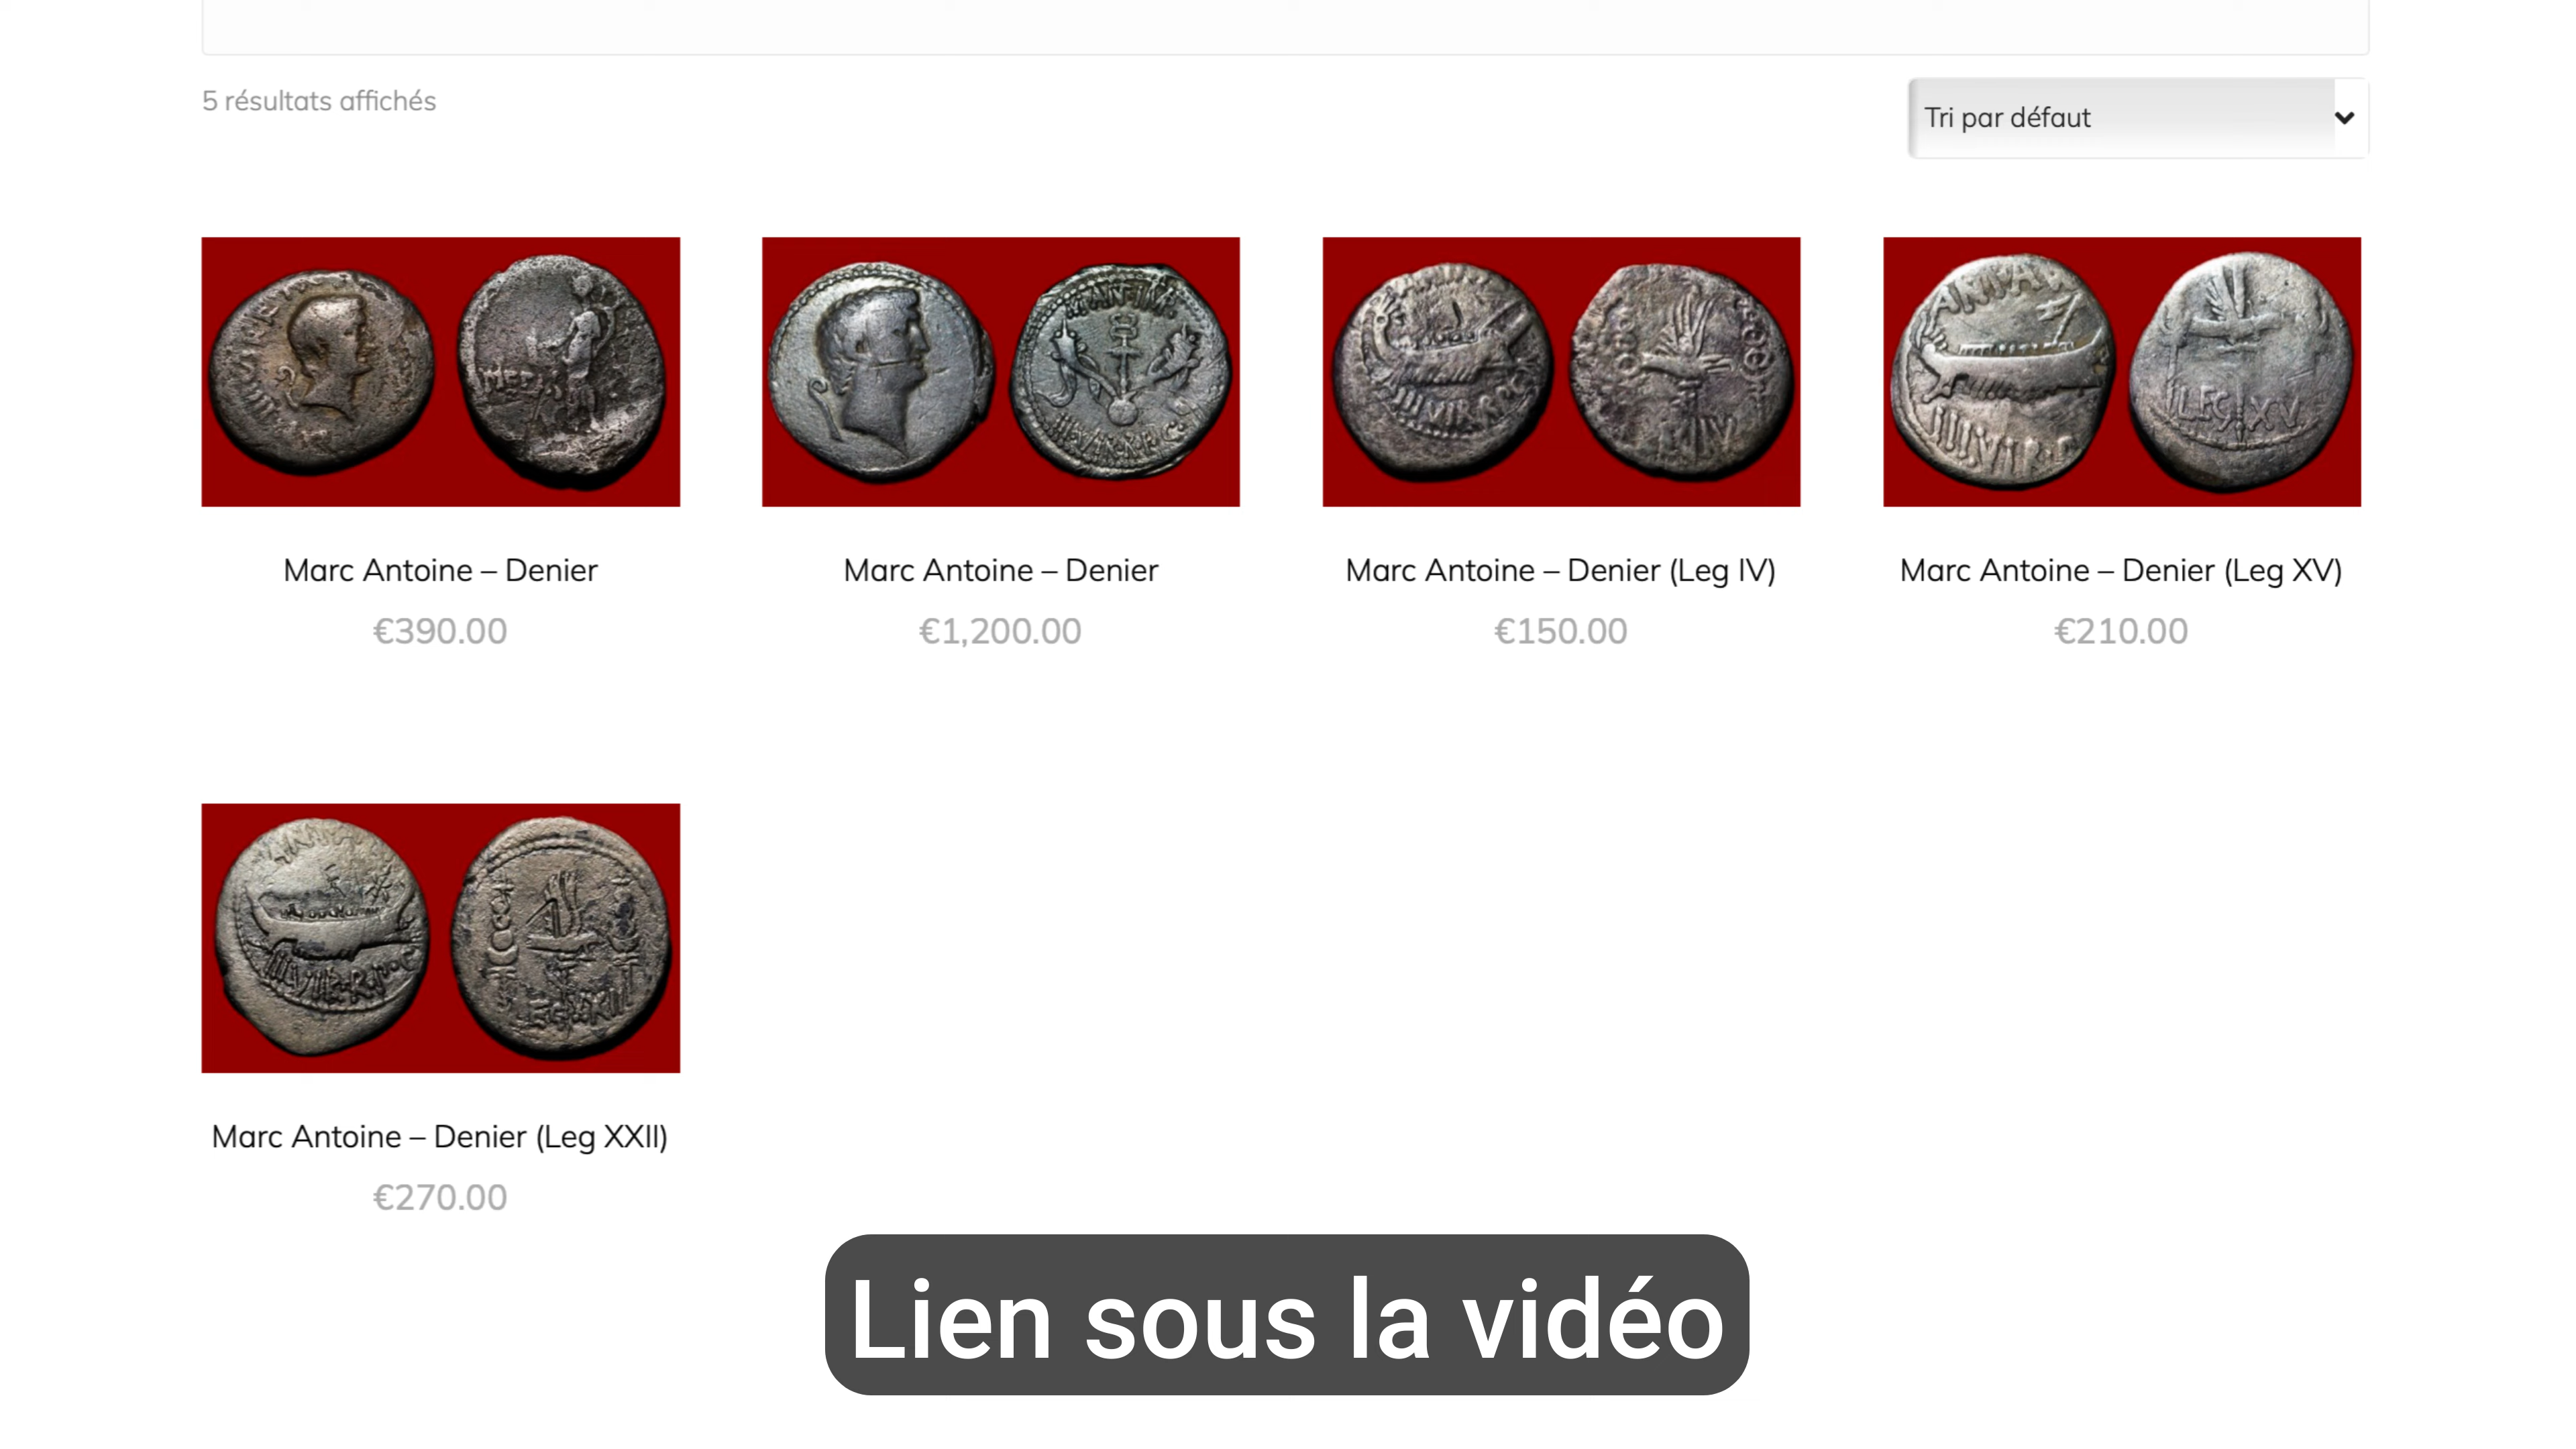 5 résultats affichés
Tri par défaut
Marc Antoine – Denier
€390.00
Marc Antoine – Denier
€1,200.00
Marc Antoine – Denier (Leg IV)
€150.00
Marc Antoine – Denier (Leg XV)
€210.00
Marc Antoine – Denier (Leg XXII)
€270.00
Lien sous la vidéo